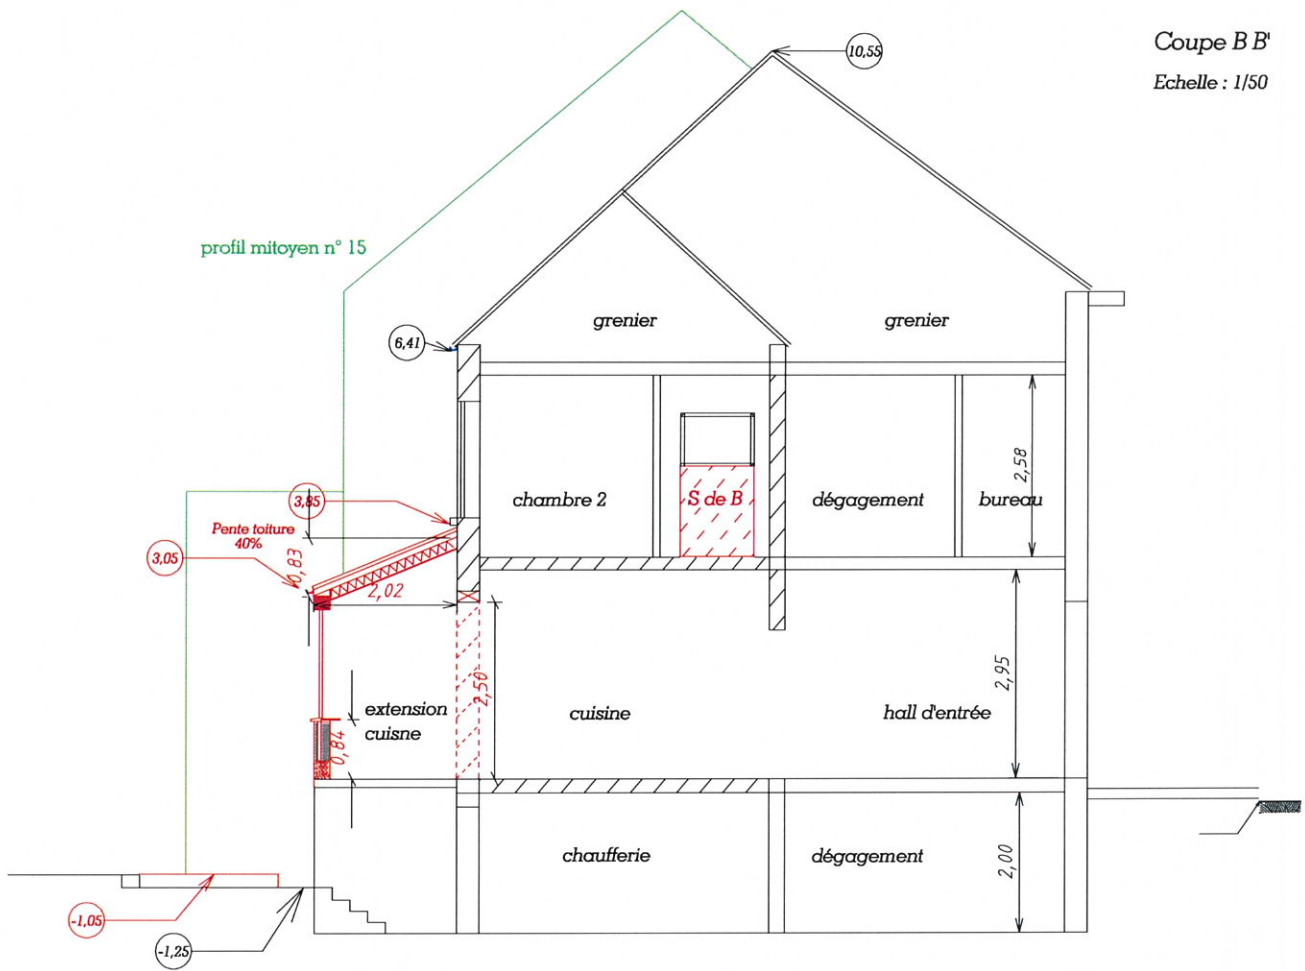 Coupe B B'
Echelle : 1/50
10,55
profil mitoyen n° 15
6,41
grenier
grenier
3,85
Pente toiture
40%
3,05
0,83
2,02
chambre 2
S de B
dégagement
bureau
2,58
extension
cuisne
0,84
2,50
cuisine
hall d'entrée
2,95
chaufferie
dégagement
2,00
-1,05
-1,25